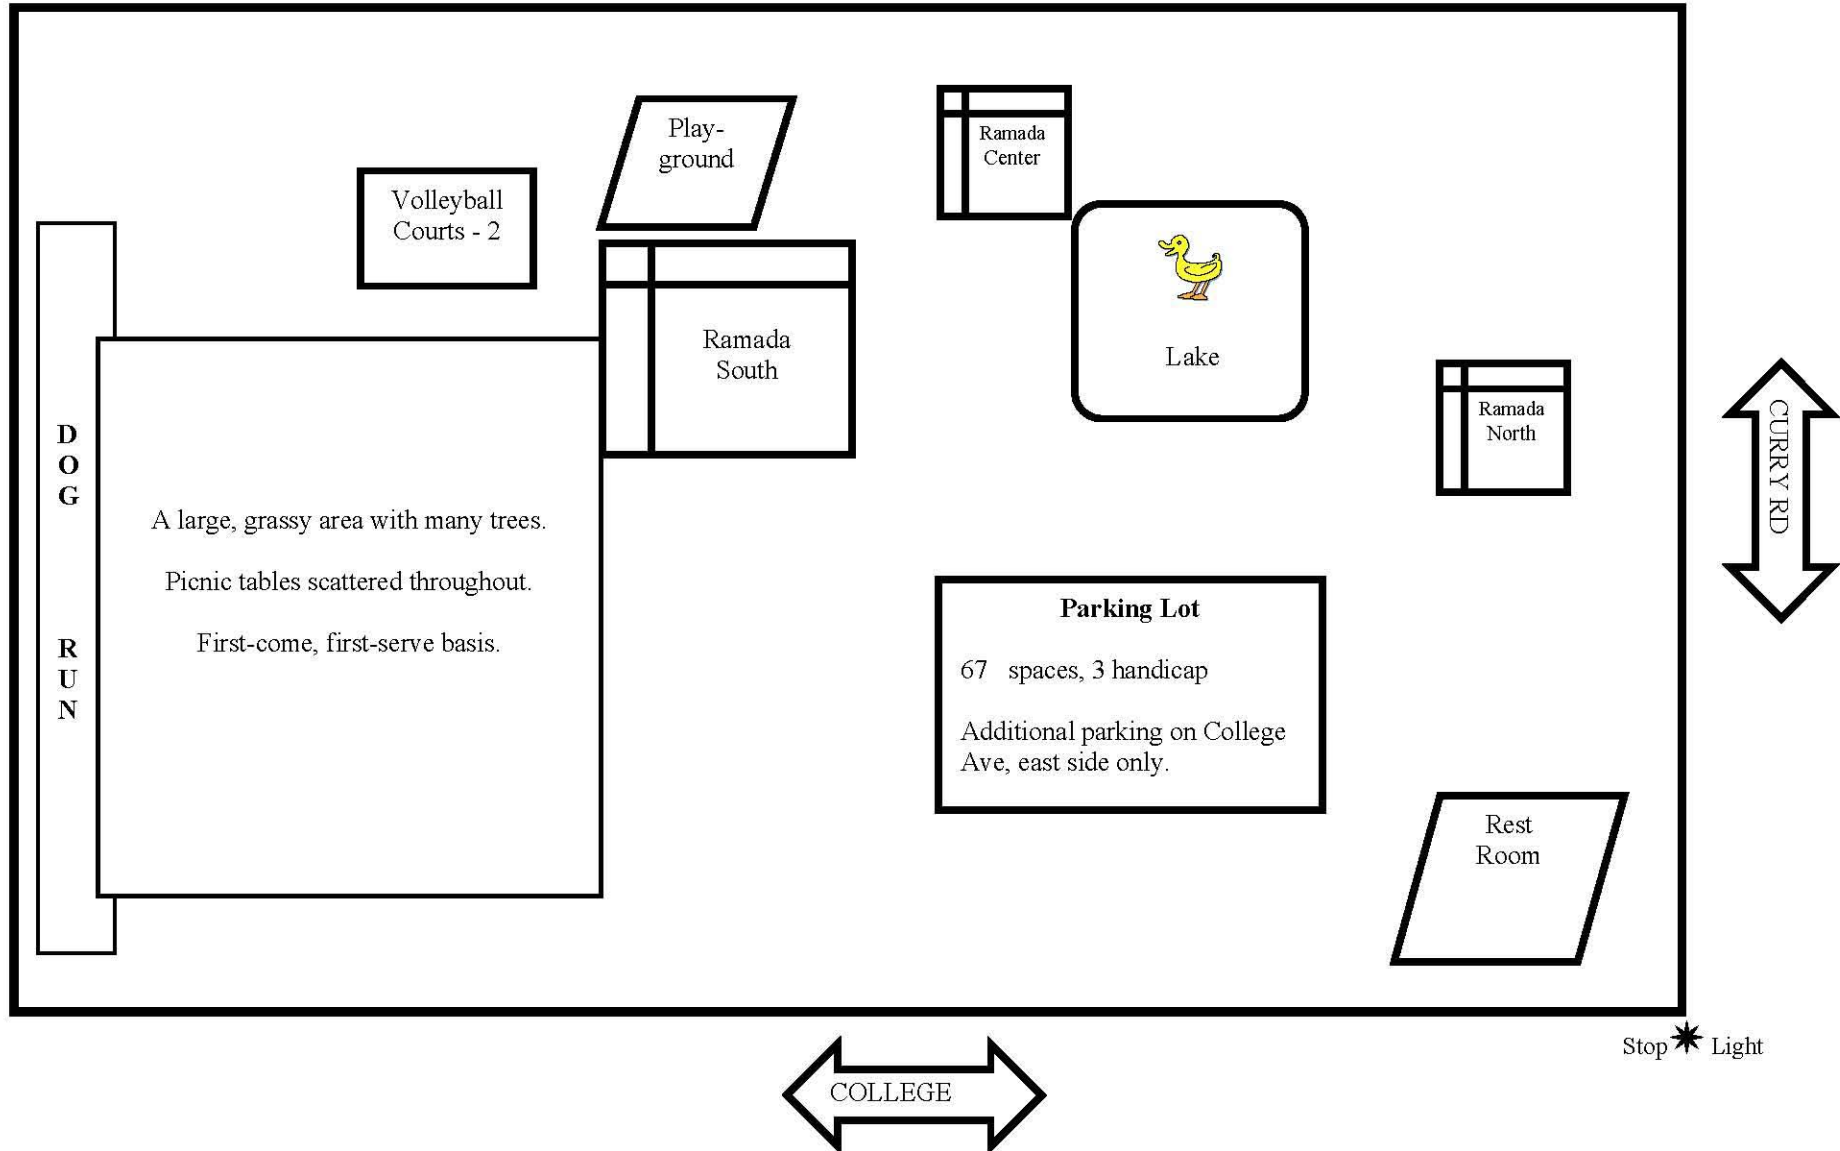 Play-
ground
Ramada
Center
Volleyball
Courts - 2
Ramada
South
Lake
Ramada
North
CURRY RD
D
O
G
R
U
N
A large, grassy area with many trees.
Picnic tables scattered throughout.
First-come, first-serve basis.
Parking Lot
67 spaces, 3 handicap
Additional parking on College
Ave, east side only.
Rest
Room
Stop Light
COLLEGE